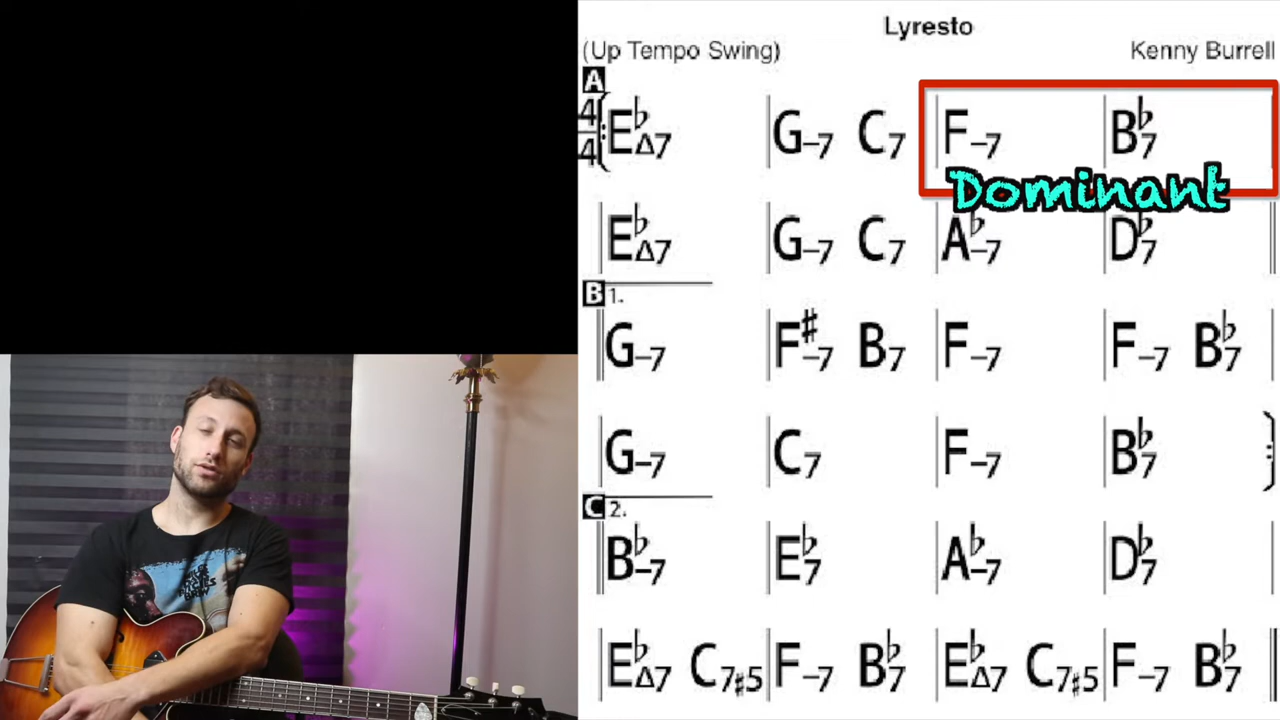 Lyresto
(Up Tempo Swing) Kenny Burrell
A
4/4 E♭Δ7 | G-7 C7 | F-7 | B♭7
Dominant
E♭Δ7 | G-7 C7 | A♭-7 | D♭7
B 1.
G-7 | F♯-7 B7 | F-7 | F-7 B♭7
G-7 | C7 | F-7 | B♭7
C 2.
B♭-7 | E♭7 | A♭-7 | D♭7
E♭Δ7 C7♯5 | F-7 B♭7 | E♭Δ7 C7♯5 | F-7 B♭7